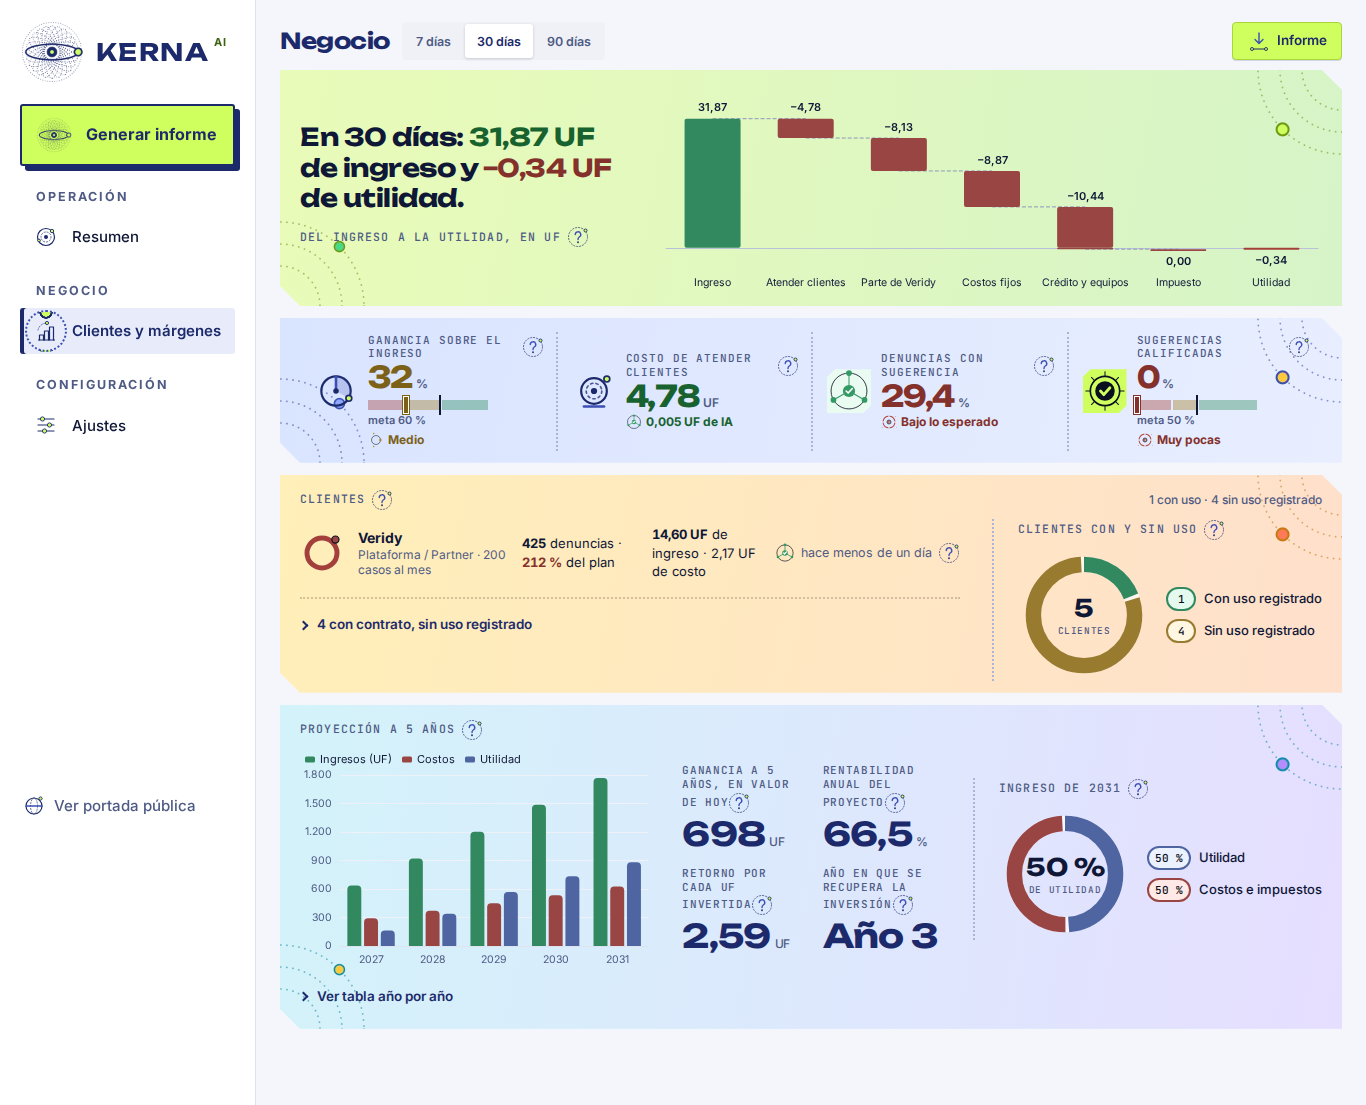 KERNA AI
Generar informe
OPERACIÓN
Resumen
NEGOCIO
Clientes y márgenes
CONFIGURACIÓN
Ajustes
Ver portada pública
Negocio
7 días
30 días
90 días
Informe
En 30 días: 31,87 UF
de ingreso y −0,34 UF
de utilidad.
DEL INGRESO A LA UTILIDAD, EN UF ?
31,87
−4,78
−8,13
−8,87
−10,44
0,00
−0,34
Ingreso
Atender clientes
Parte de Veridy
Costos fijos
Crédito y equipos
Impuesto
Utilidad
GANANCIA SOBRE EL
INGRESO
?
32 %
meta 60 %
Medio
COSTO DE ATENDER
CLIENTES
?
4,78 UF
0,005 UF de IA
DENUNCIAS CON
SUGERENCIA
?
29,4 %
Bajo lo esperado
SUGERENCIAS
CALIFICADAS
?
0 %
meta 50 %
Muy pocas
CLIENTES ?
1 con uso · 4 sin uso registrado
Veridy
Plataforma / Partner · 200
casos al mes
425 denuncias ·
212 % del plan
14,60 UF de
ingreso · 2,17 UF
de costo
hace menos de un día ?
4 con contrato, sin uso registrado
CLIENTES CON Y SIN USO ?
5
CLIENTES
1 Con uso registrado
4 Sin uso registrado
PROYECCIÓN A 5 AÑOS ?
Ingresos (UF)
Costos
Utilidad
1.800
1.500
1.200
900
600
300
0
2027
2028
2029
2030
2031
Ver tabla año por año
GANANCIA A 5
AÑOS, EN VALOR
DE HOY ?
698 UF
RENTABILIDAD
ANUAL DEL
PROYECTO ?
66,5 %
RETORNO POR
CADA UF
INVERTIDA ?
2,59 UF
AÑO EN QUE SE
RECUPERA LA
INVERSIÓN ?
Año 3
INGRESO DE 2031 ?
50 %
DE UTILIDAD
50 % Utilidad
50 % Costos e impuestos